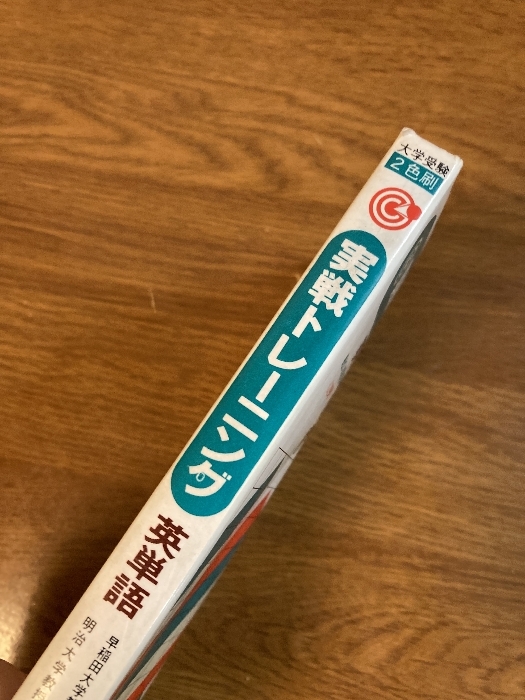 大学受験
2色刷
実戦トレーニング
英単語
早稲田大学
明治大学教